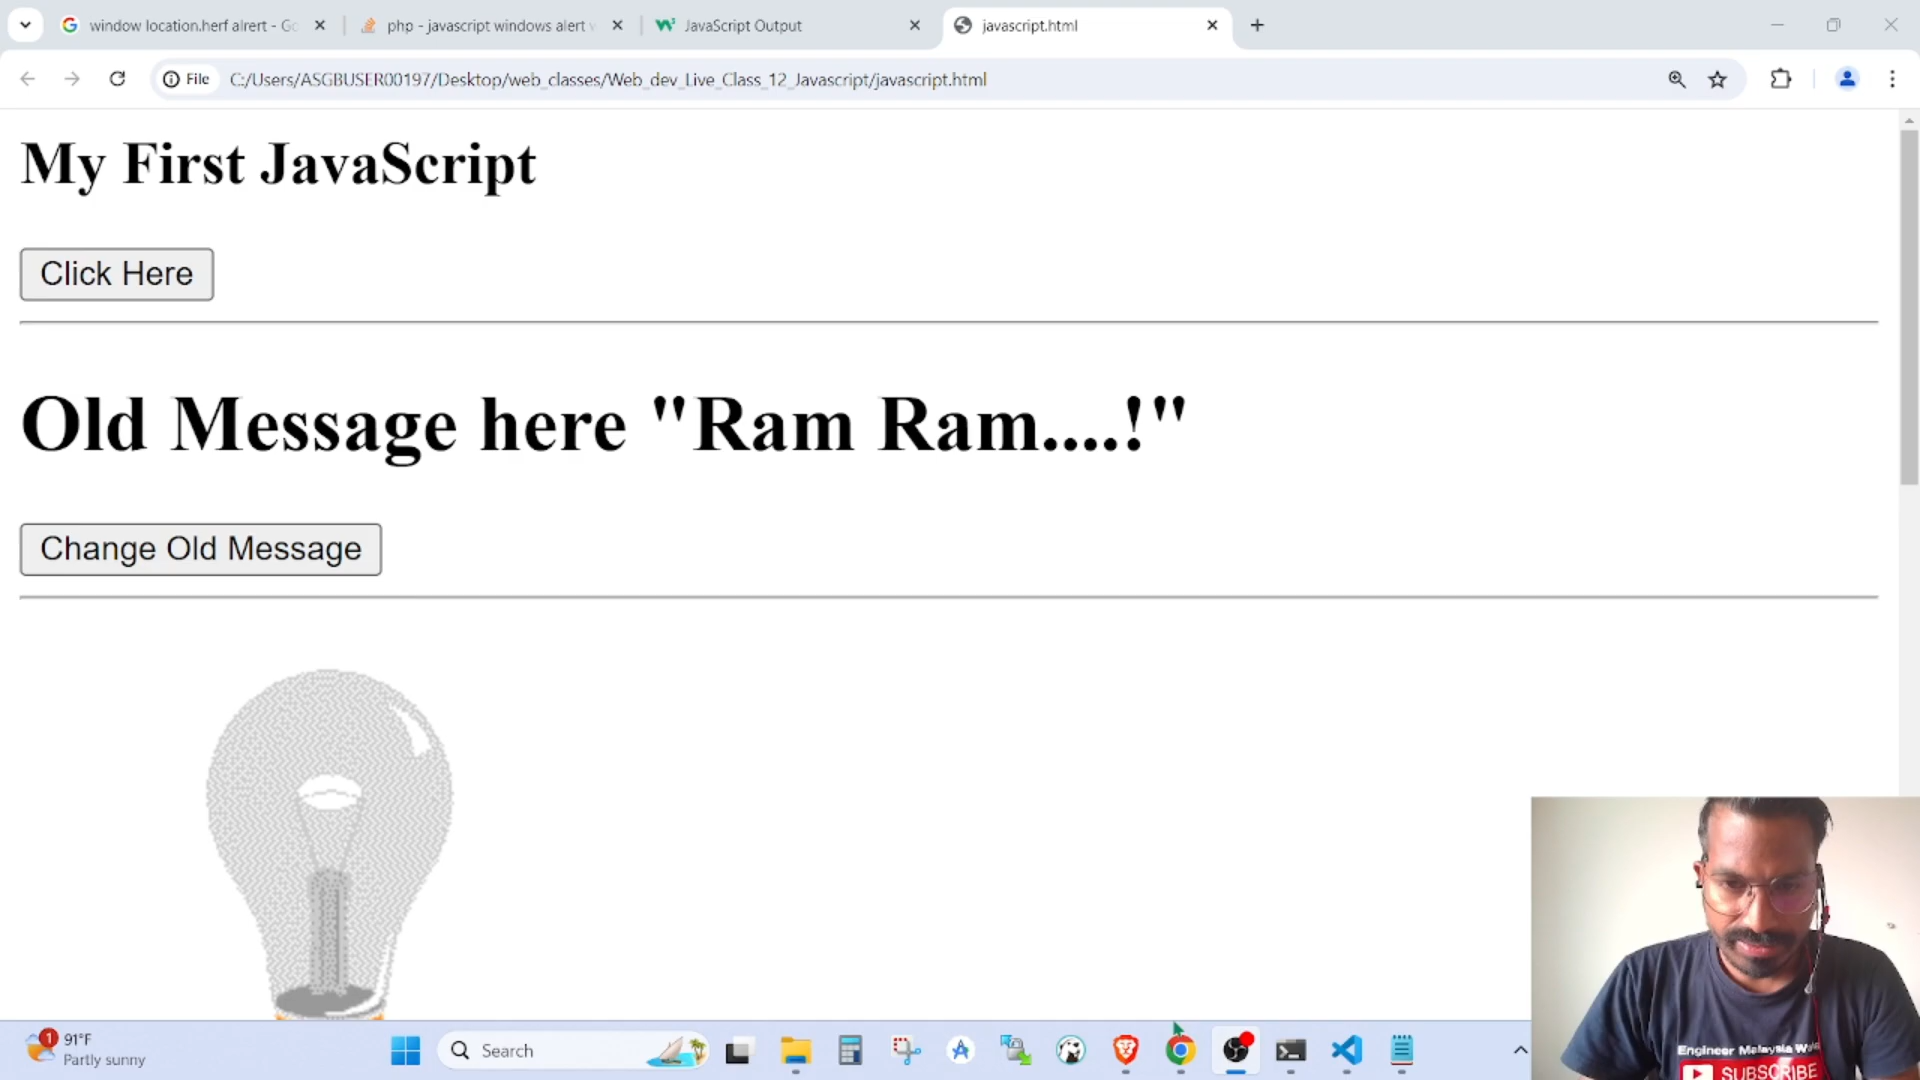 window location.herf alrert - Go
php - javascript windows alert w
JavaScript Output
javascript.html
File
C:/Users/ASGBUSER00197/Desktop/web_classes/Web_dev_Live_Class_12_Javascript/javascript.html
My First JavaScript
Click Here
Old Message here "Ram Ram....!"
Change Old Message
1
91°F
Partly sunny
Search
Engineer Malaysia Wala
SUBSCRIBE